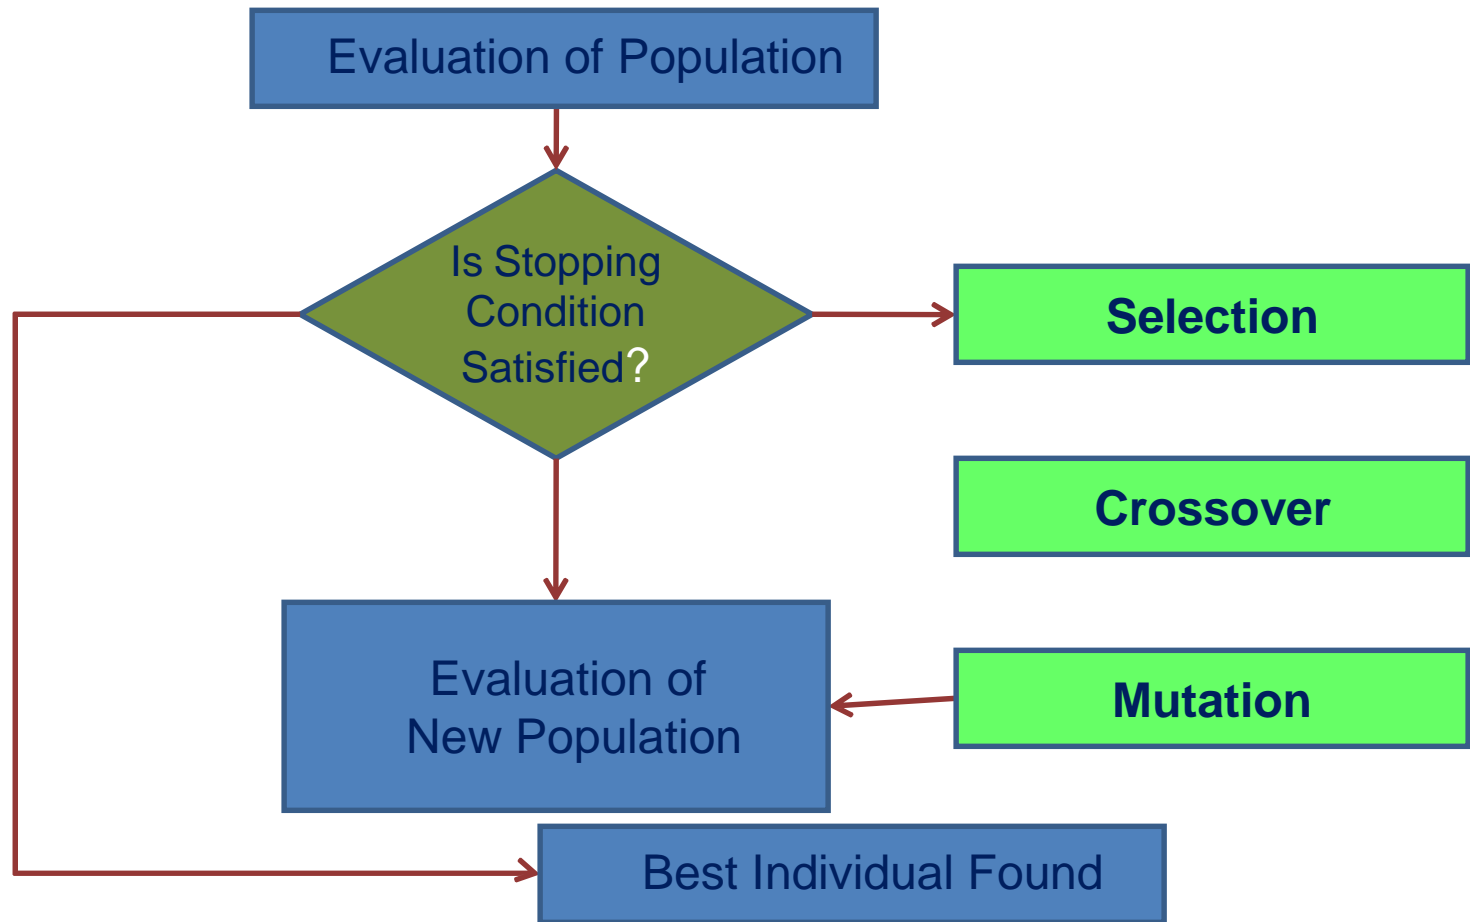 Evaluation of Population
Is Stopping
Condition
Satisfied?
Selection
Crossover
Evaluation of
New Population
Mutation
Best Individual Found